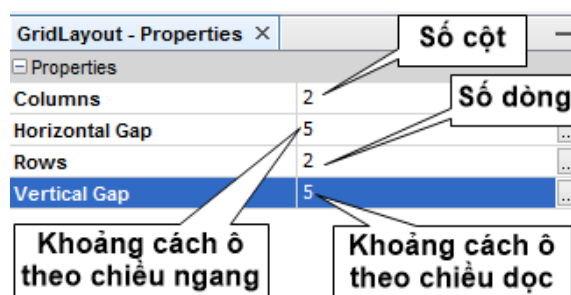 GridLayout - Properties ×
Số cột
Properties
Columns 2
Số dòng
Horizontal Gap 5
...
Rows 2
...
Vertical Gap 5
...
Khoảng cách ô
theo chiều ngang
Khoảng cách ô
theo chiều dọc